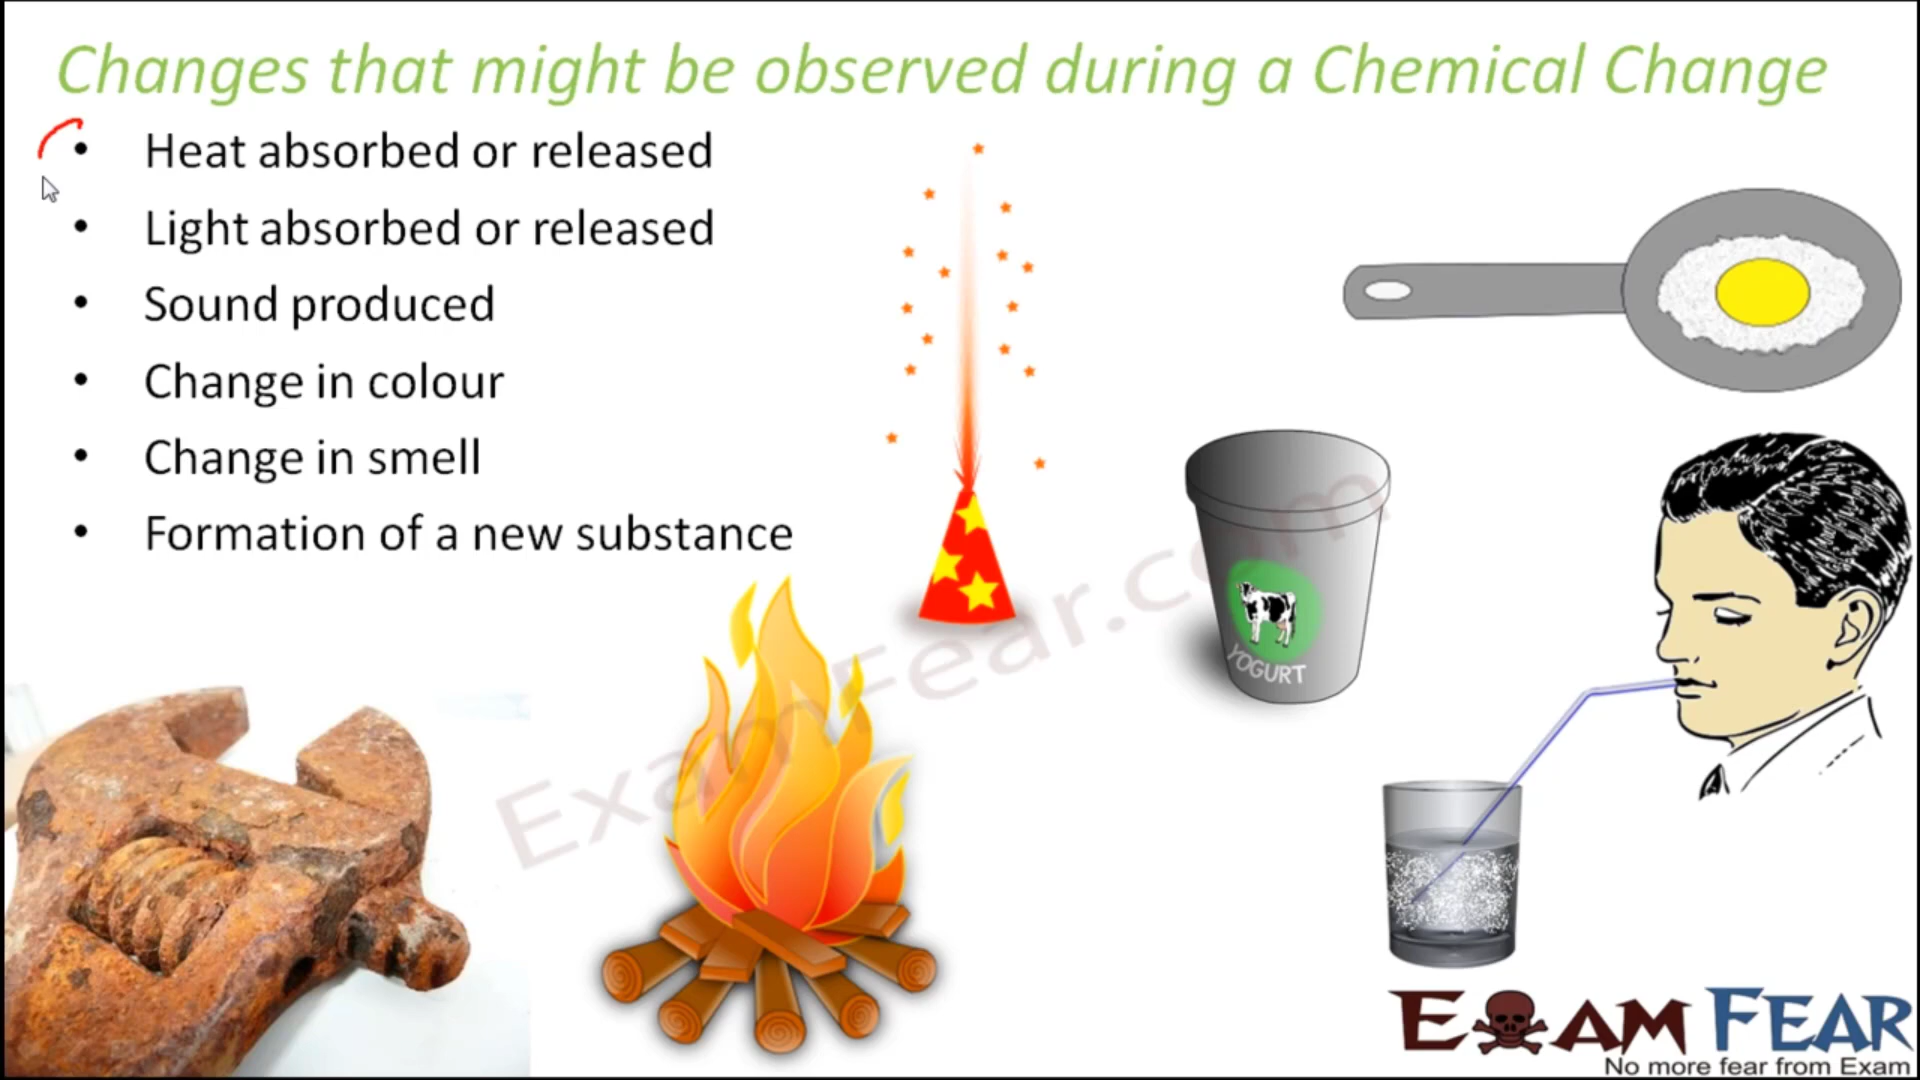 Changes that might be observed during a Chemical Change
• Heat absorbed or released
• Light absorbed or released
• Sound produced
• Change in colour
• Change in smell
• Formation of a new substance
YOGURT
ExamFear.com
EXAM FEAR
No more fear from Exam